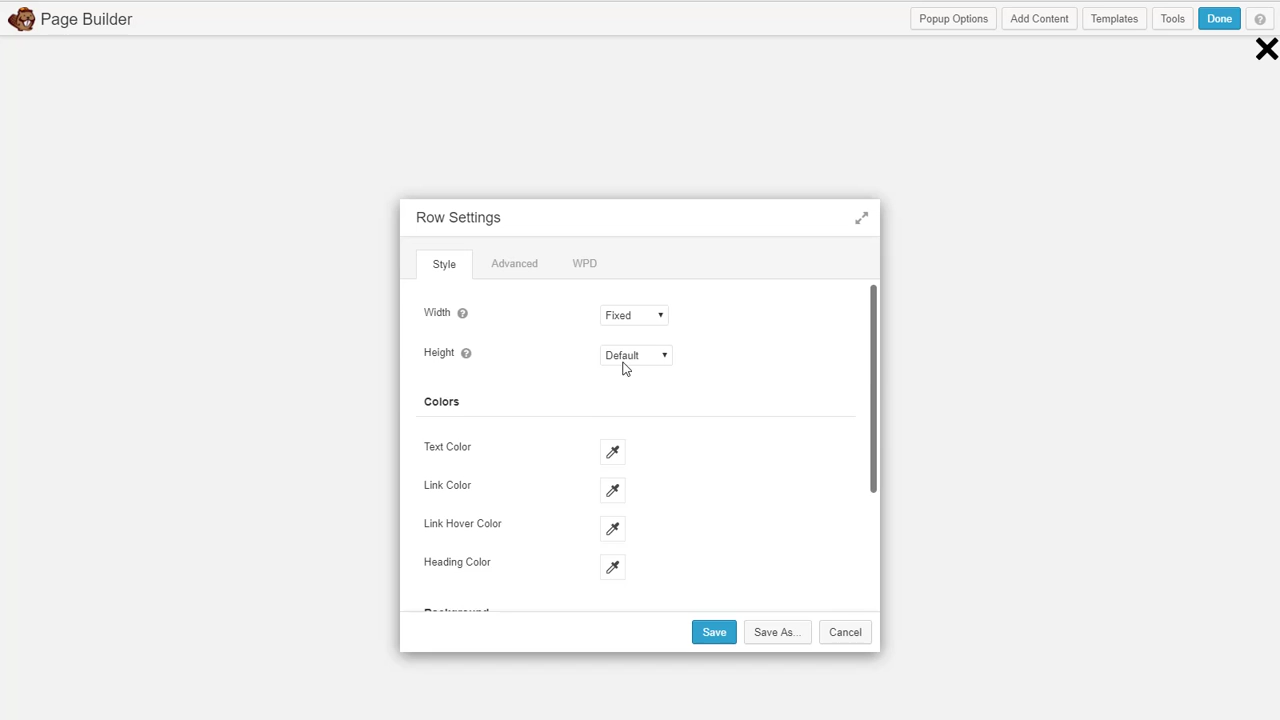 Page Builder
Popup Options
Add Content
Templates
Tools
Done
?
Row Settings
Style
Advanced
WPD
Width ?
Fixed
Height ?
Default
Colors
Text Color
Link Color
Link Hover Color
Heading Color
Background
Save
Save As...
Cancel